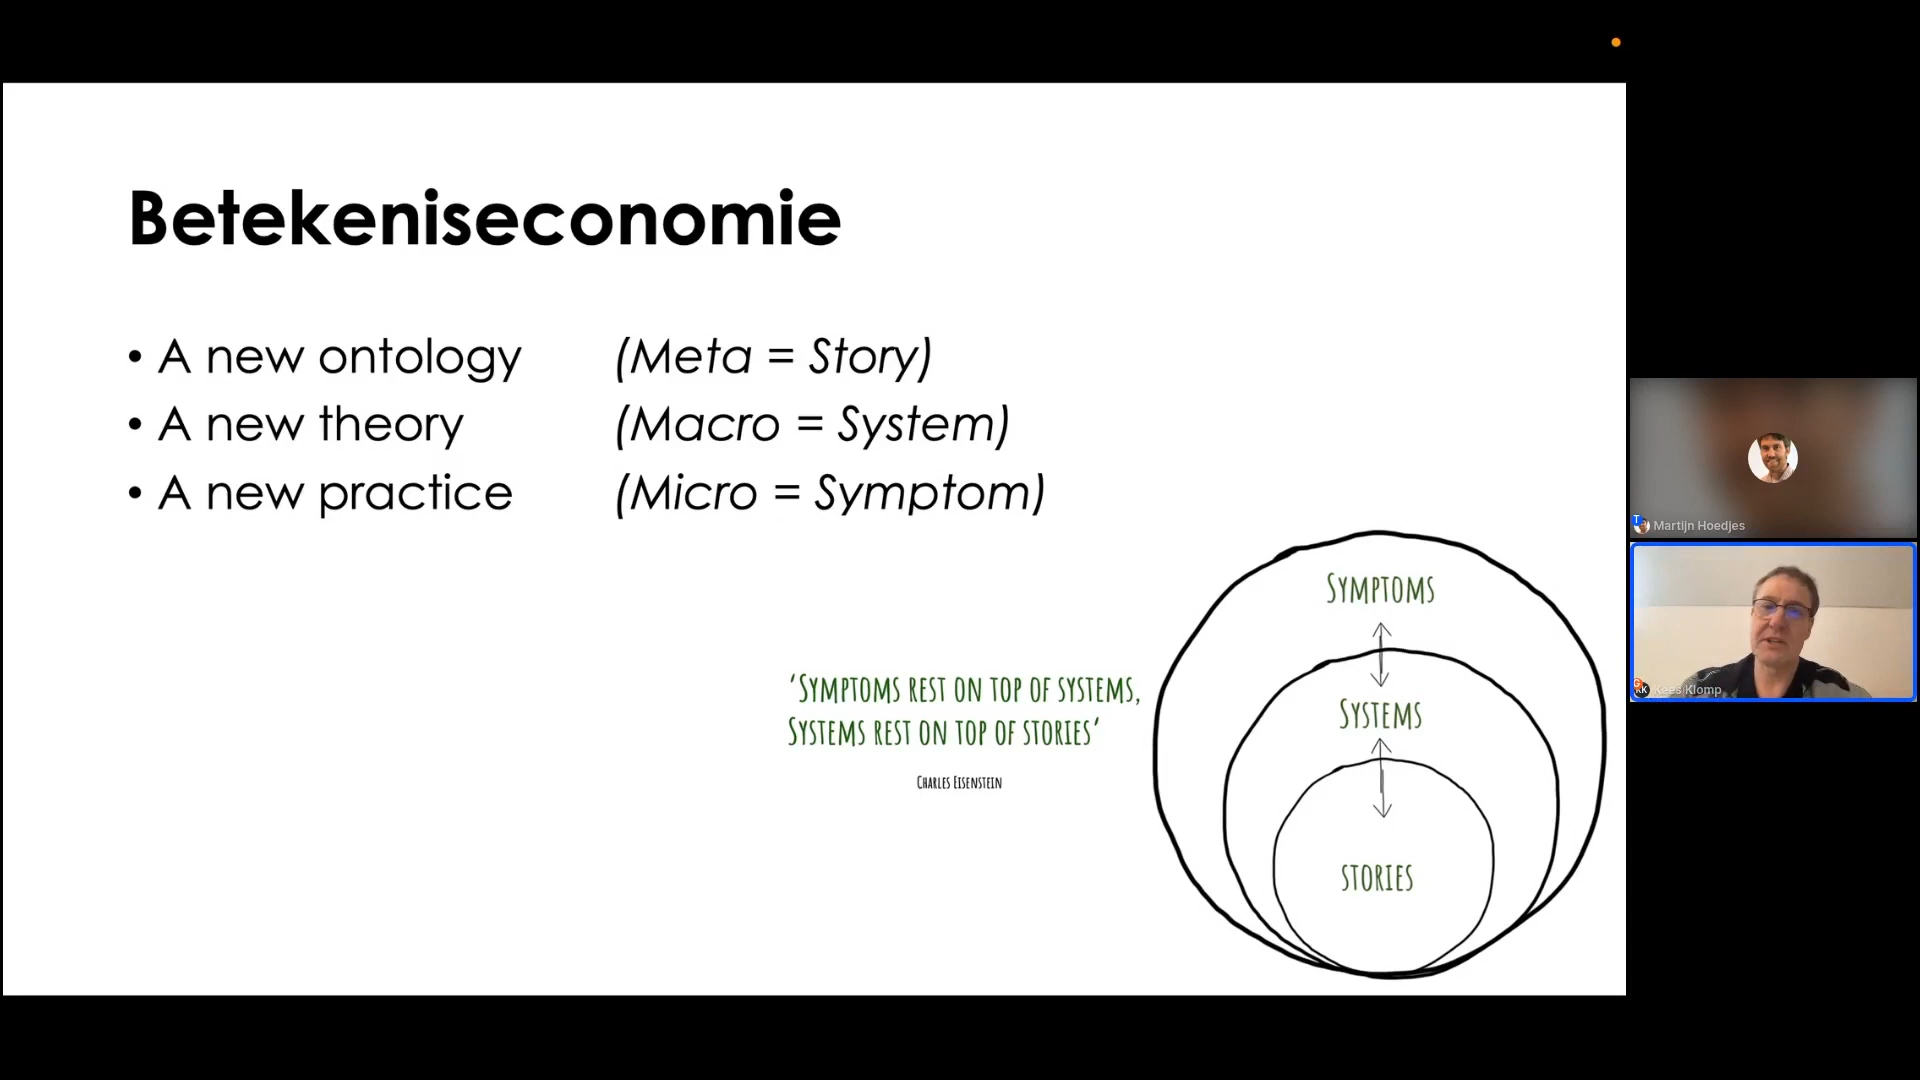 Betekeniseconomie
• A new ontology (Meta = Story)
• A new theory (Macro = System)
• A new practice (Micro = Symptom)
‘Symptoms rest on top of systems,
Systems rest on top of stories’
Charles Eisenstein
Symptoms
Systems
stories
Martijn Hoedjes
Kees Klomp